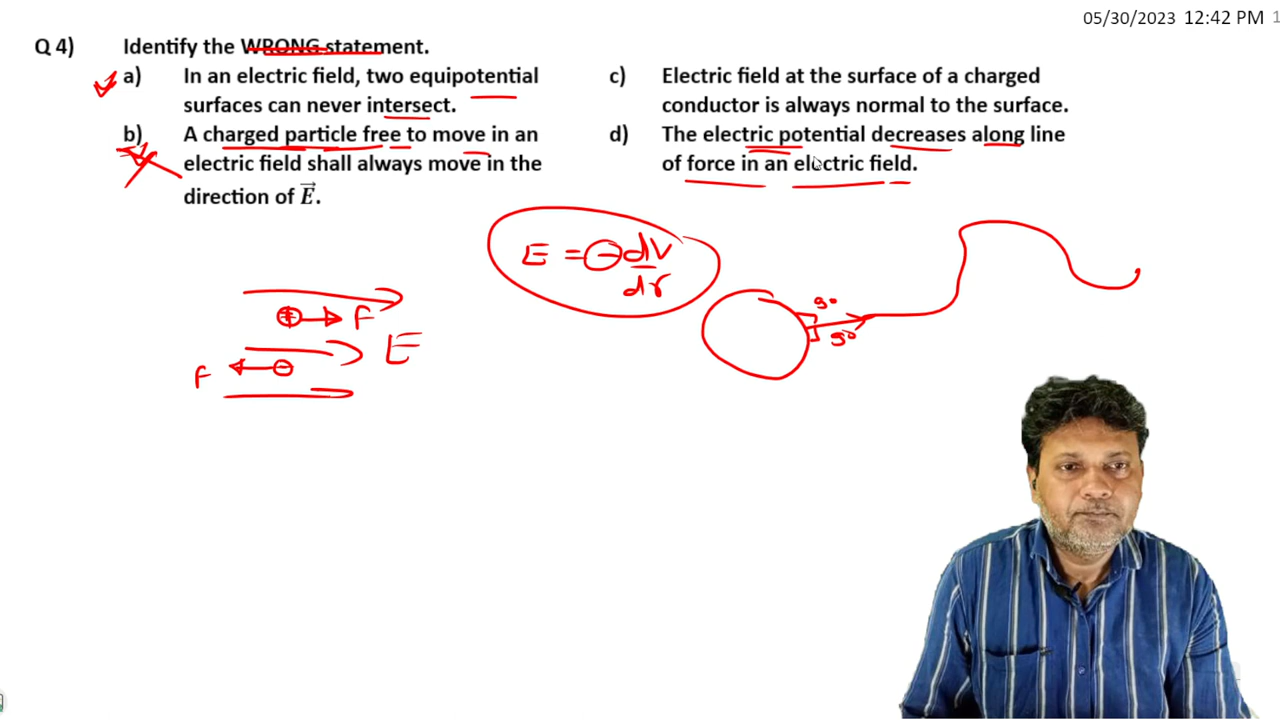 05/30/2023 12:42 PM 1
Q 4) Identify the WRONG statement.
a) In an electric field, two equipotential
surfaces can never intersect.
b) A charged particle free to move in an
electric field shall always move in the
direction of E⃗.
c) Electric field at the surface of a charged
conductor is always normal to the surface.
d) The electric potential decreases along line
of force in an electric field.
E = - dV
dr
+ F
E
F -
90
90